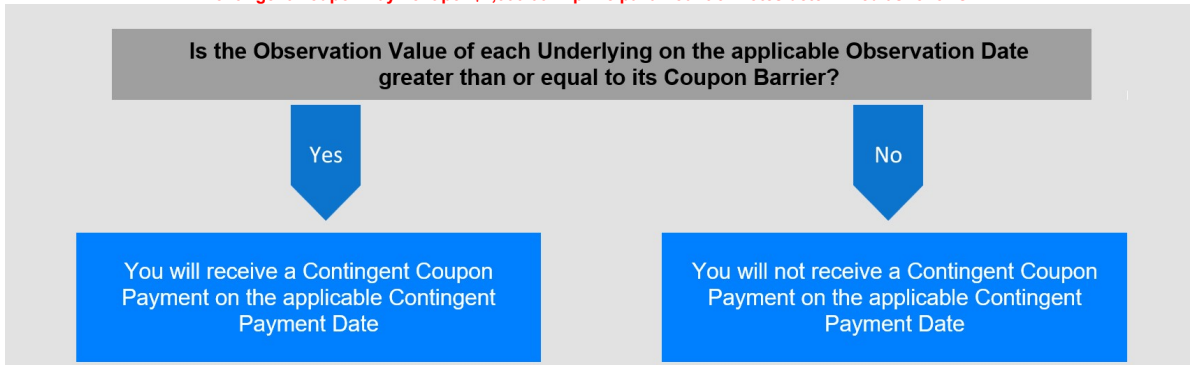 Is the Observation Value of each Underlying on the applicable Observation Date
greater than or equal to its Coupon Barrier?
Yes
No
You will receive a Contingent Coupon
Payment on the applicable Contingent
Payment Date
You will not receive a Contingent Coupon
Payment on the applicable Contingent
Payment Date